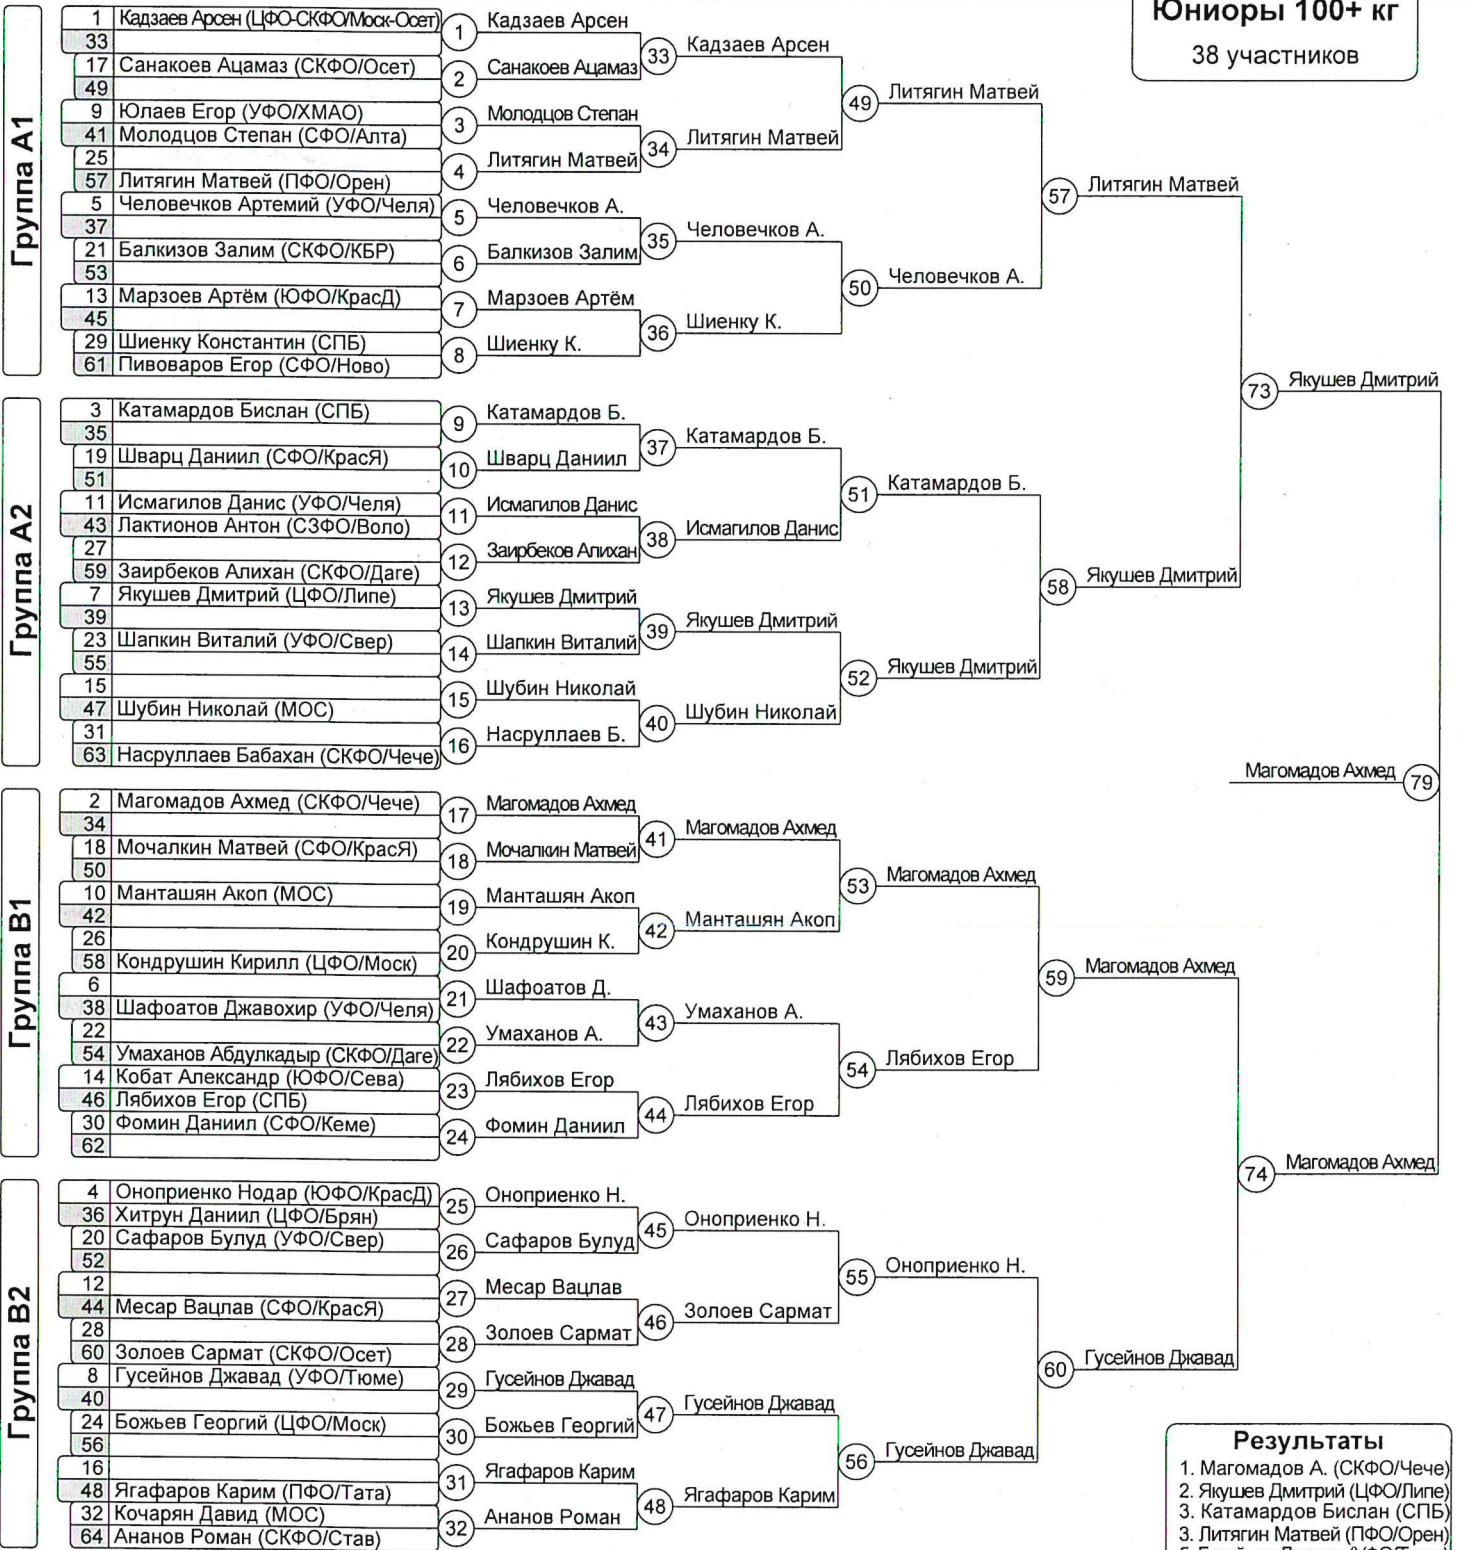 Юниоры 100+ кг
38 участников
Группа A1
1 Кадзаев Арсен (ЦФО-СКФО/Моск-Осет)
33
17 Санакоев Ацамаз (СКФО/Осет)
49
9 Юлаев Егор (УФО/ХМАО)
41 Молодцов Степан (СФО/Алта)
25
57 Литягин Матвей (ПФО/Орен)
5 Человечков Артемий (УФО/Челя)
37
21 Балкизов Залим (СКФО/КБР)
53
13 Марзоев Артём (ЮФО/КрасД)
45
29 Шиенку Константин (СПБ)
61 Пивоваров Егор (СФО/Ново)
1 Кадзаев Арсен
2 Санакоев Ацамаз
3 Молодцов Степан
4 Литягин Матвей
5 Человечков А.
6 Балкизов Залим
7 Марзоев Артём
8 Шиенку К.
33 Кадзаев Арсен
34 Литягин Матвей
35 Человечков А.
36 Шиенку К.
49 Литягин Матвей
50 Человечков А.
57 Литягин Матвей
Группа A2
3 Катамардов Бислан (СПБ)
35
19 Шварц Даниил (СФО/КрасЯ)
51
11 Исмагилов Данис (УФО/Челя)
43 Лактионов Антон (СЗФО/Воло)
27
59 Заирбеков Алихан (СКФО/Даге)
7 Якушев Дмитрий (ЦФО/Липе)
39
23 Шапкин Виталий (УФО/Свер)
55
15
47 Шубин Николай (МОС)
31
63 Насруллаев Бабахан (СКФО/Чече)
9 Катамардов Б.
10 Шварц Даниил
11 Исмагилов Данис
12 Заирбеков Алихан
13 Якушев Дмитрий
14 Шапкин Виталий
15 Шубин Николай
16 Насруллаев Б.
37 Катамардов Б.
38 Исмагилов Данис
39 Якушев Дмитрий
40 Шубин Николай
51 Катамардов Б.
52 Якушев Дмитрий
58 Якушев Дмитрий
73 Якушев Дмитрий
Группа B1
2 Магомадов Ахмед (СКФО/Чече)
34
18 Мочалкин Матвей (СФО/КрасЯ)
50
10 Манташян Акоп (МОС)
42
26
58 Кондрушин Кирилл (ЦФО/Моск)
6
38 Шафоатов Джавохир (УФО/Челя)
22
54 Умаханов Абдулкадыр (СКФО/Даге)
14 Кобат Александр (ЮФО/Сева)
46 Лябихов Егор (СПБ)
30 Фомин Даниил (СФО/Кеме)
62
17 Магомадов Ахмед
18 Мочалкин Матвей
19 Манташян Акоп
20 Кондрушин К.
21 Шафоатов Д.
22 Умаханов А.
23 Лябихов Егор
24 Фомин Даниил
41 Магомадов Ахмед
42 Манташян Акоп
43 Умаханов А.
44 Лябихов Егор
53 Магомадов Ахмед
54 Лябихов Егор
59 Магомадов Ахмед
Группа B2
4 Оноприенко Нодар (ЮФО/КрасД)
36 Хитрун Даниил (ЦФО/Брян)
20 Сафаров Булуд (УФО/Свер)
52
12
44 Месар Вацлав (СФО/КрасЯ)
28
60 Золоев Сармат (СКФО/Осет)
8 Гусейнов Джавад (УФО/Тюме)
40
24 Божьев Георгий (ЦФО/Моск)
56
16
48 Ягафаров Карим (ПФО/Тата)
32 Кочарян Давид (МОС)
64 Ананов Роман (СКФО/Став)
25 Оноприенко Н.
26 Сафаров Булуд
27 Месар Вацлав
28 Золоев Сармат
29 Гусейнов Джавад
30 Божьев Георгий
31 Ягафаров Карим
32 Ананов Роман
45 Оноприенко Н.
46 Золоев Сармат
47 Гусейнов Джавад
48 Ягафаров Карим
55 Оноприенко Н.
56 Гусейнов Джавад
60 Гусейнов Джавад
74 Магомадов Ахмед
Магомадов Ахмед 79
Результаты
1. Магомадов А. (СКФО/Чече)
2. Якушев Дмитрий (ЦФО/Липе)
3. Катамардов Бислан (СПБ)
3. Литягин Матвей (ПФО/Орен)